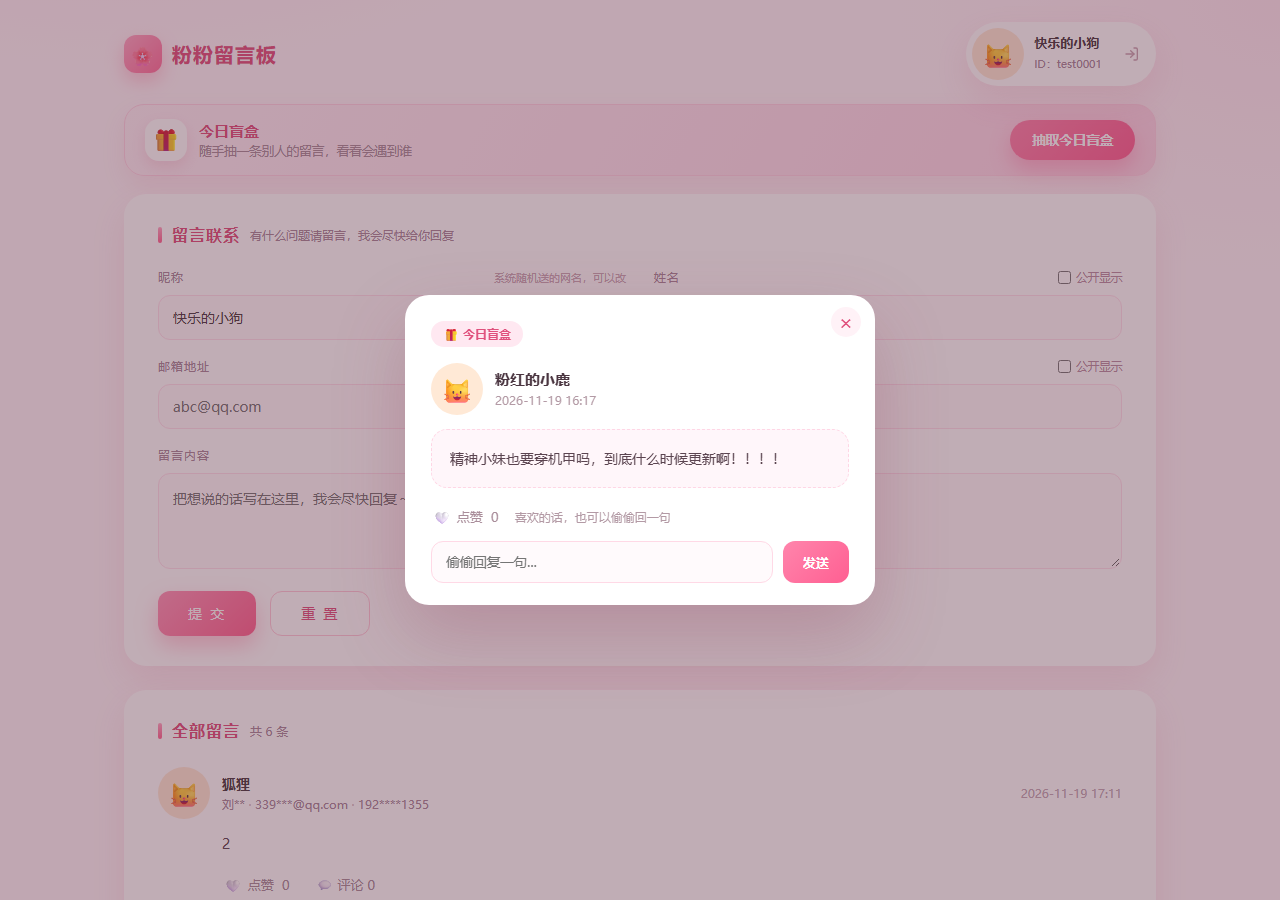 粉粉留言板
快乐的小狗
ID：test0001
今日盲盒
随手抽一条别人的留言，看看会遇到谁
抽取今日盲盒
留言联系 有什么问题请留言，我会尽快给你回复
昵称 系统随机送的网名，可以改 姓名 公开显示
快乐的小狗
邮箱地址 公开显示
abc@qq.com
留言内容
把想说的话写在这里，我会尽快回复~
提 交 重 置
今日盲盒
粉红的小鹿
2026-11-19 16:17
精神小妹也要穿机甲吗，到底什么时候更新啊！！！！
点赞 0 喜欢的话，也可以偷偷回一句
偷偷回复一句...
发送
全部留言 共 6 条
狐狸
刘** · 339***@qq.com · 192****1355
2026-11-19 17:11
2
点赞 0 评论 0